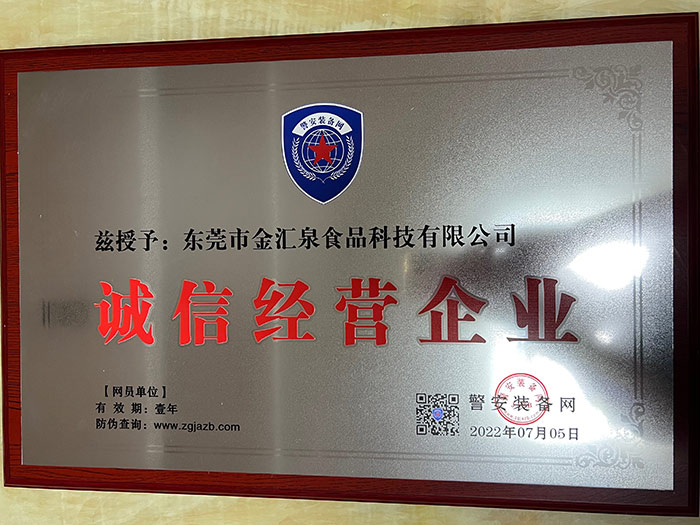 警安装备网
兹授予：东莞市金汇泉食品科技有限公司
诚信经营企业
【网员单位】
有 效 期：壹年
防伪查询：www.zgjazb.com
警安装备网
2022年07月05日